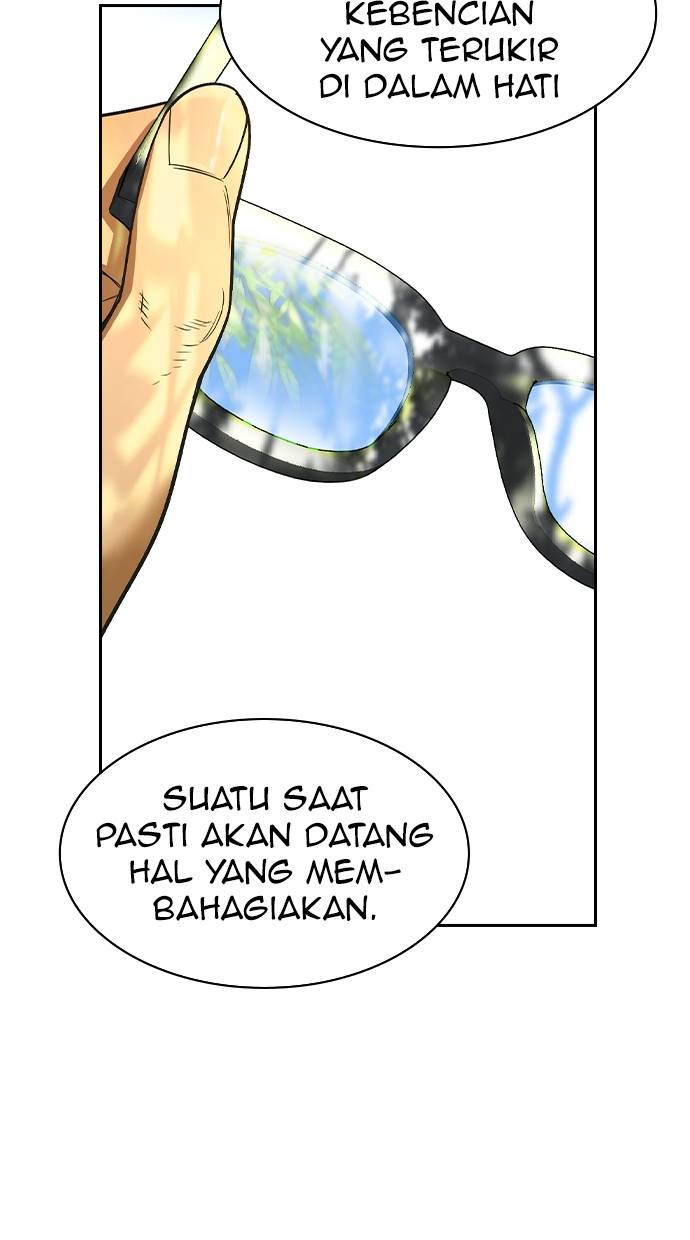 KEBENCIAN
YANG TERUKIR
DI DALAM HATI
SUATU SAAT
PASTI AKAN DATANG
HAL YANG MEM-
BAHAGIAKAN.